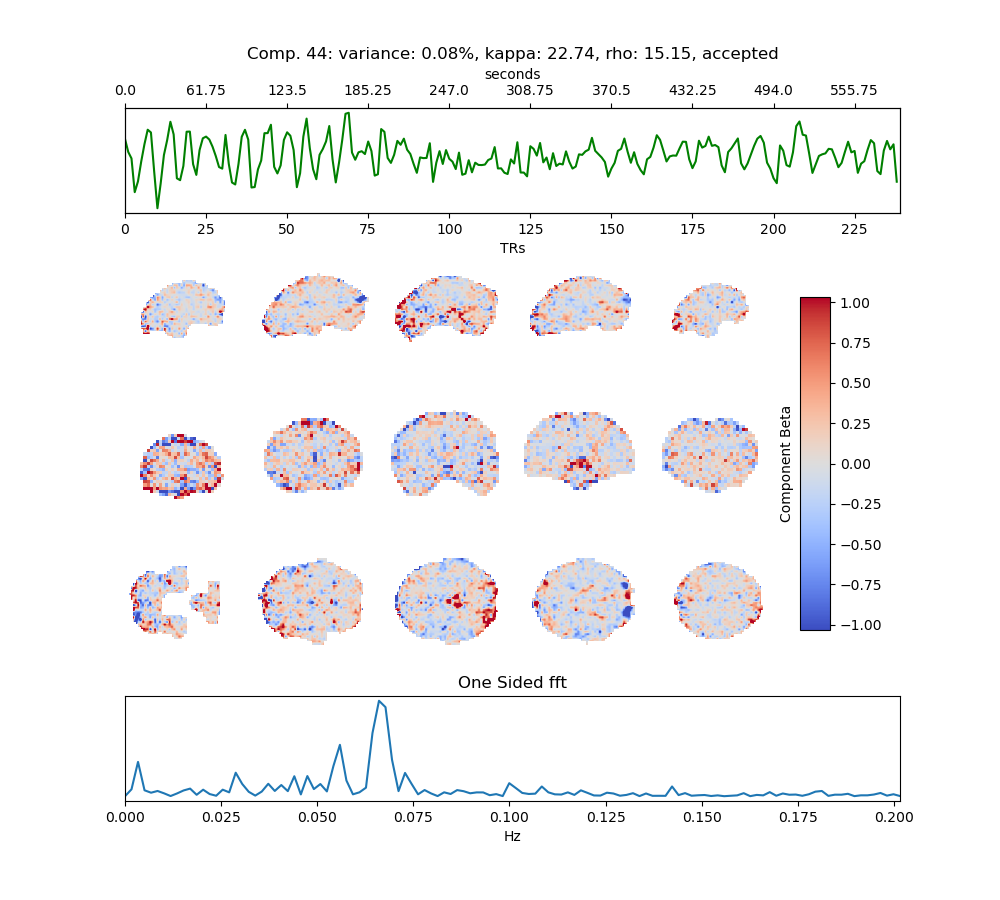 Comp. 44: variance: 0.08%, kappa: 22.74, rho: 15.15, accepted
seconds
0.0 61.75 123.5 185.25 247.0 308.75 370.5 432.25 494.0 555.75
0 25 50 75 100 125 150 175 200 225
TRs
1.00
0.75
0.50
0.25
0.00
−0.25
−0.50
−0.75
−1.00
Component Beta
One Sided fft
0.000 0.025 0.050 0.075 0.100 0.125 0.150 0.175 0.200
Hz